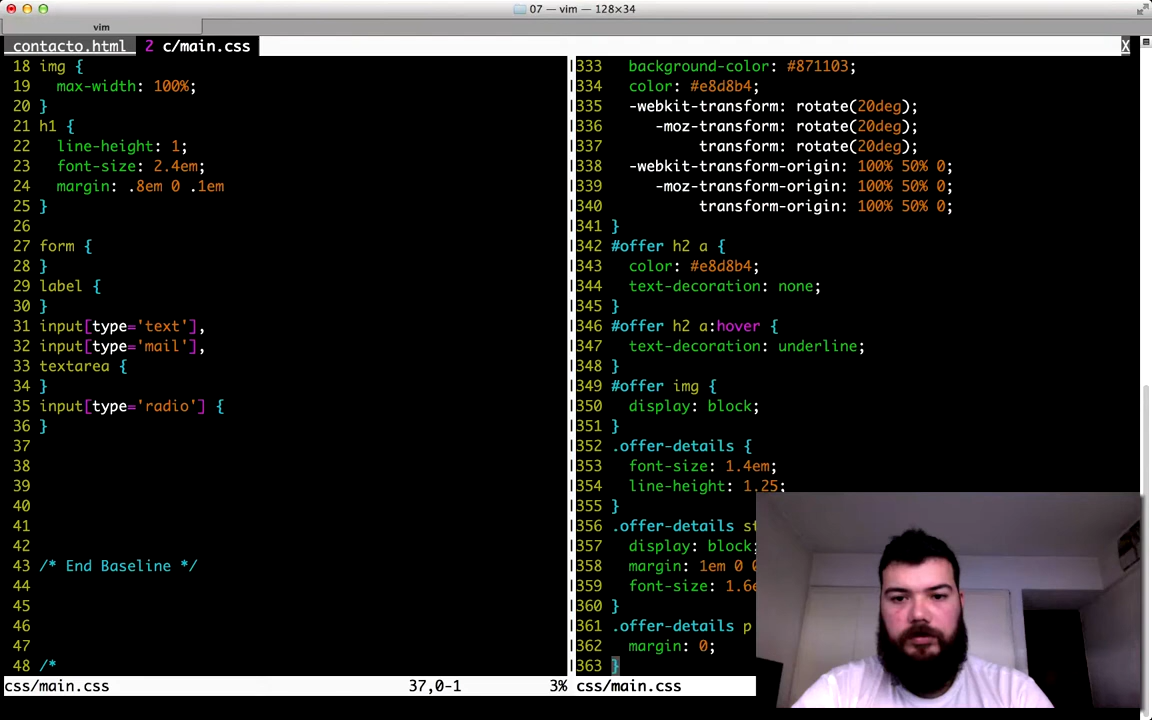 07 — vim — 128×34
vim
contacto.html 2 c/main.css X
18 img {
19 max-width: 100%;
20 }
21 h1 {
22 line-height: 1;
23 font-size: 2.4em;
24 margin: .8em 0 .1em
25 }
26
27 form {
28 }
29 label {
30 }
31 input[type='text'],
32 input[type='mail'],
33 textarea {
34 }
35 input[type='radio'] {
36 }
37
38
39
40
41
42
43 /* End Baseline */
44
45
46
47
48 /*
css/main.css 37,0-1 3%
333 background-color: #871103;
334 color: #e8d8b4;
335 -webkit-transform: rotate(20deg);
336 -moz-transform: rotate(20deg);
337 transform: rotate(20deg);
338 -webkit-transform-origin: 100% 50% 0;
339 -moz-transform-origin: 100% 50% 0;
340 transform-origin: 100% 50% 0;
341 }
342 #offer h2 a {
343 color: #e8d8b4;
344 text-decoration: none;
345 }
346 #offer h2 a:hover {
347 text-decoration: underline;
348 }
349 #offer img {
350 display: block;
351 }
352 .offer-details {
353 font-size: 1.4em;
354 line-height: 1.25;
355 }
356 .offer-details
357 display: block;
358 margin: 1em 0
359 font-size:
360 }
361 .offer-details p
362 margin: 0;
363 }
css/main.css